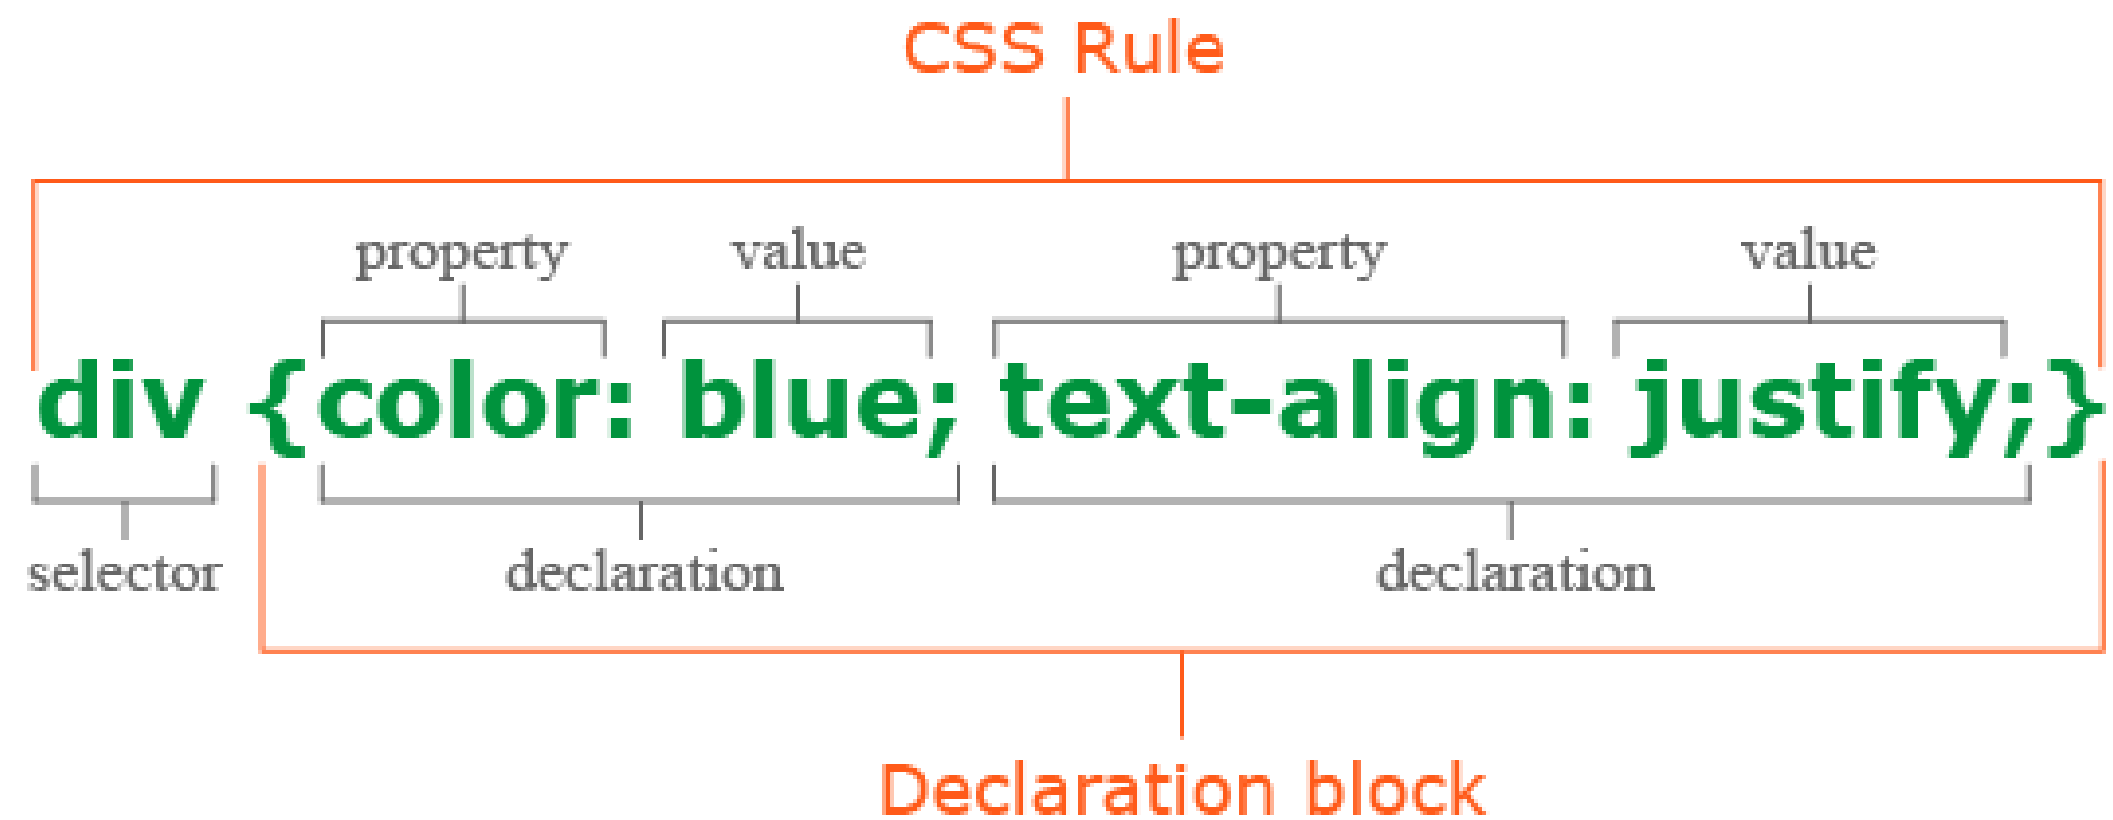 CSS Rule
property value property value
div {color: blue; text-align: justify;}
selector declaration declaration
Declaration block